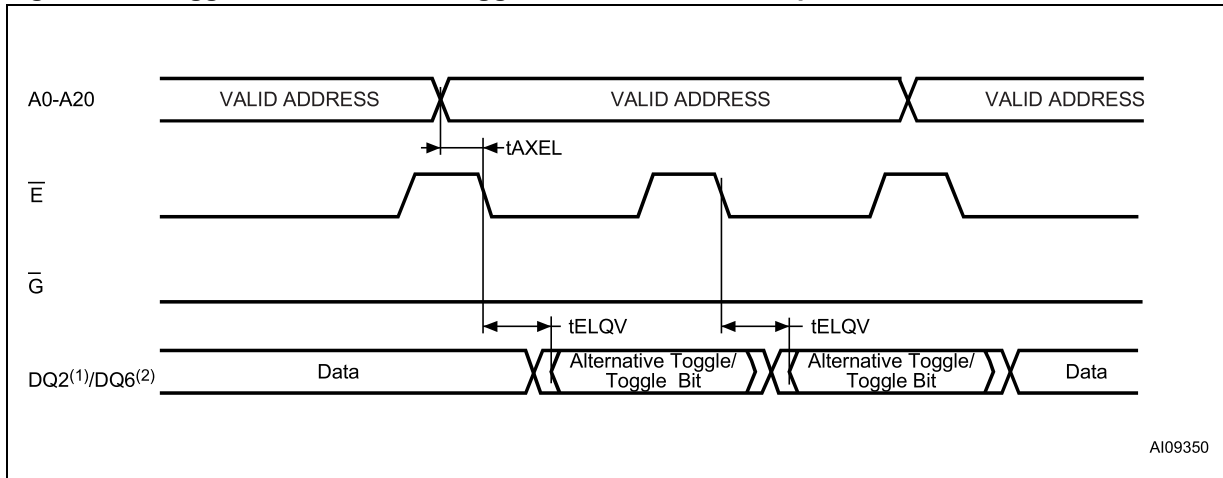 A0-A20
VALID ADDRESS
VALID ADDRESS
VALID ADDRESS
tAXEL
E̅
G̅
tELQV
tELQV
DQ2(1)/DQ6(2)
Data
Alternative Toggle/
Toggle Bit
Alternative Toggle/
Toggle Bit
Data
AI09350